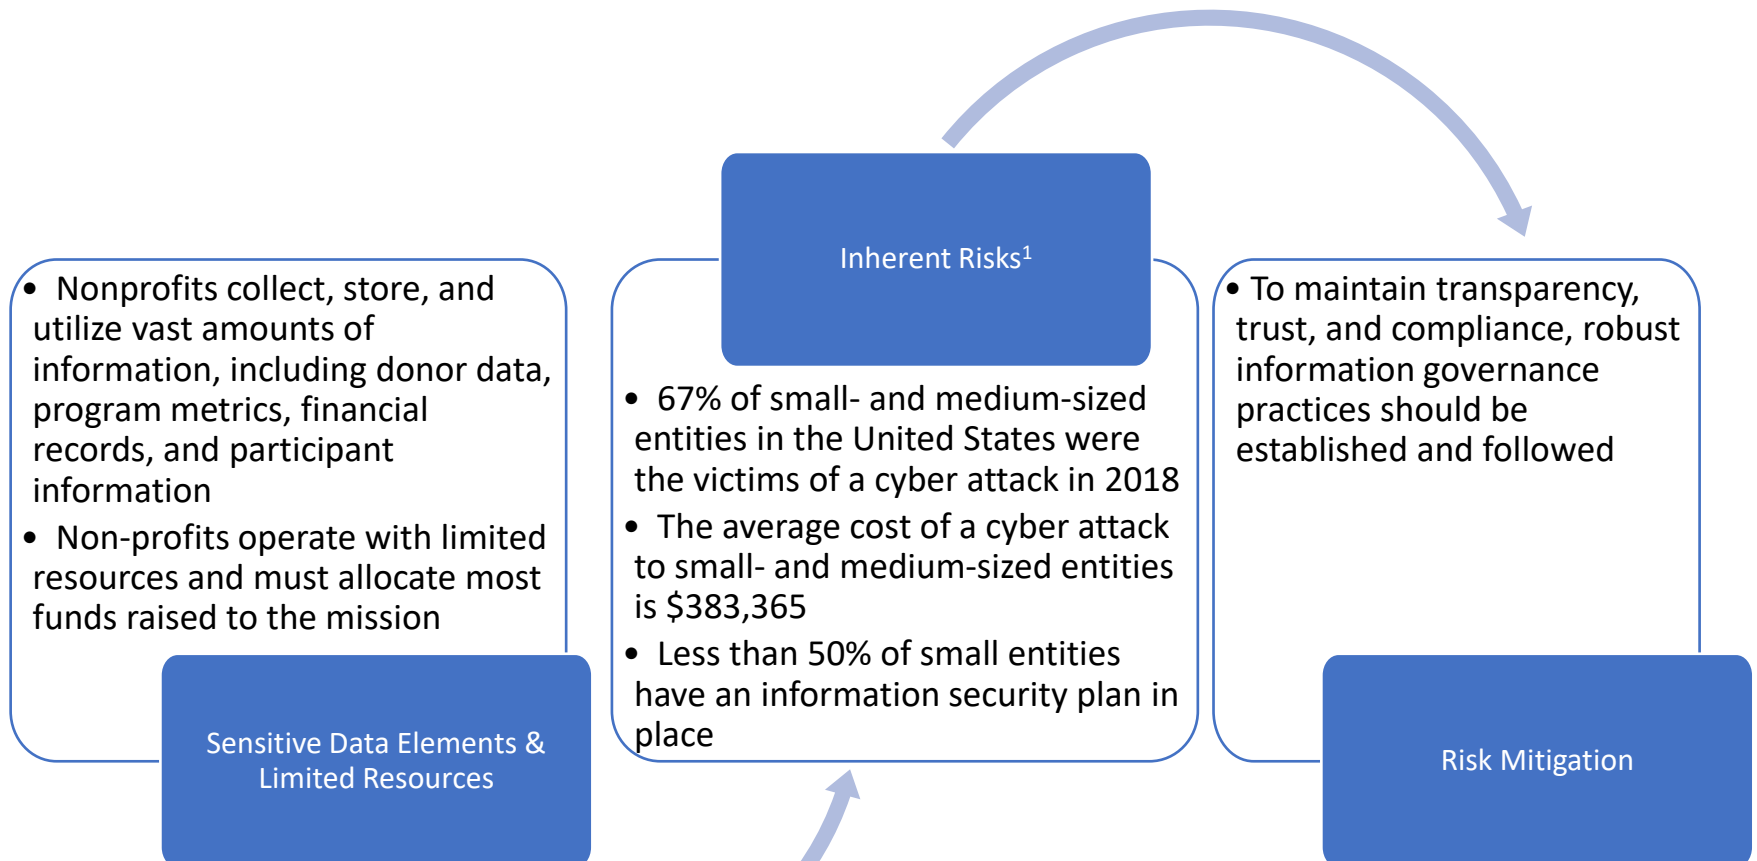 • Nonprofits collect, store, and
utilize vast amounts of
information, including donor data,
program metrics, financial
records, and participant
information
• Non-profits operate with limited
resources and must allocate most
funds raised to the mission
Sensitive Data Elements &
Limited Resources
Inherent Risks¹
• 67% of small- and medium-sized
entities in the United States were
the victims of a cyber attack in 2018
• The average cost of a cyber attack
to small- and medium-sized entities
is $383,365
• Less than 50% of small entities
have an information security plan in
place
• To maintain transparency,
trust, and compliance, robust
information governance
practices should be
established and followed
Risk Mitigation